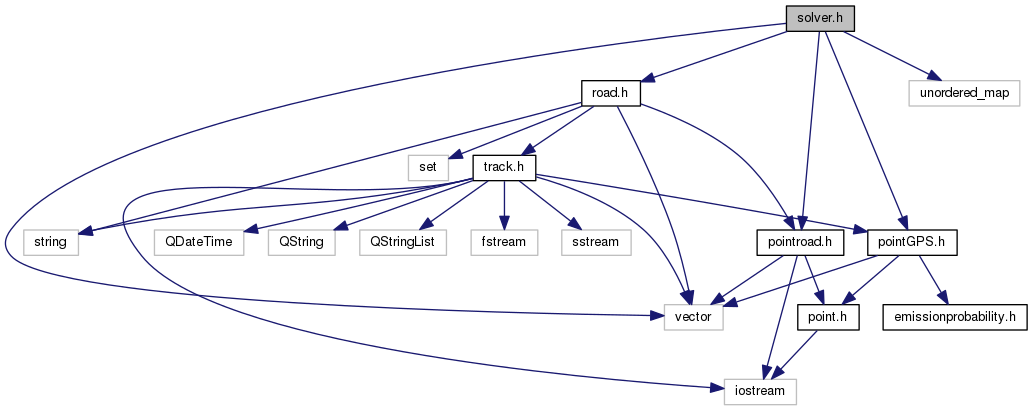 solver.h
road.h
unordered_map
set
track.h
string
QDateTime
QString
QStringList
fstream
sstream
pointroad.h
pointGPS.h
vector
point.h
emissionprobability.h
iostream